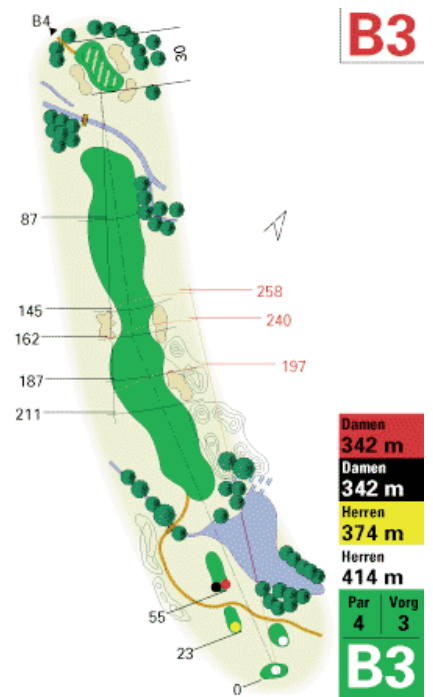 B4
B3
30
87
258
145
240
162
197
187
211
Damen
342 m
Damen
342 m
Herren
374 m
Herren
414 m
55
23
0
Par Vorg
4 3
B3